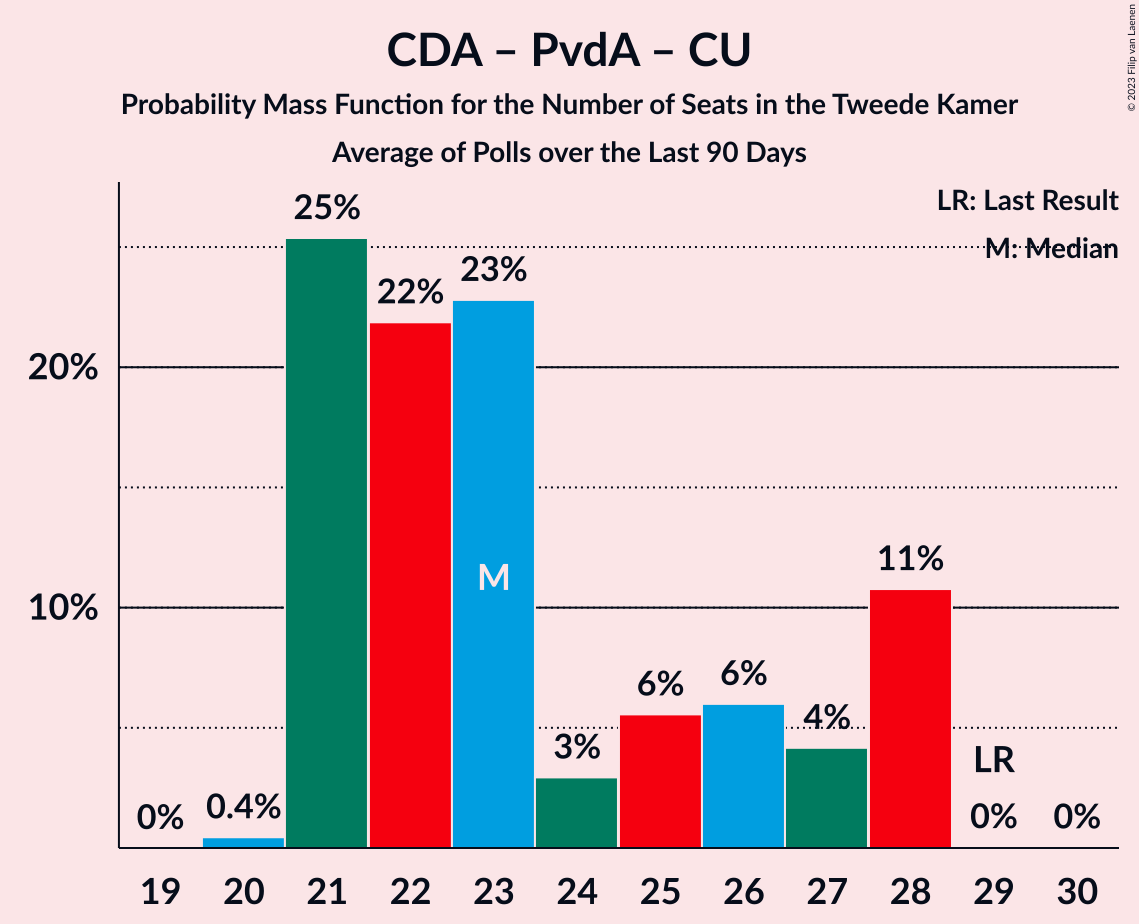 CDA – PvdA – CU
Probability Mass Function for the Number of Seats in the Tweede Kamer
Average of Polls over the Last 90 Days
© 2023 Filip van Laenen
LR: Last Result
M: Median
25%
22%
23%
20%
M
11%
10%
6%
6%
4%
3%
LR
0%
0.4%
0%
0%
19 20 21 22 23 24 25 26 27 28 29 30